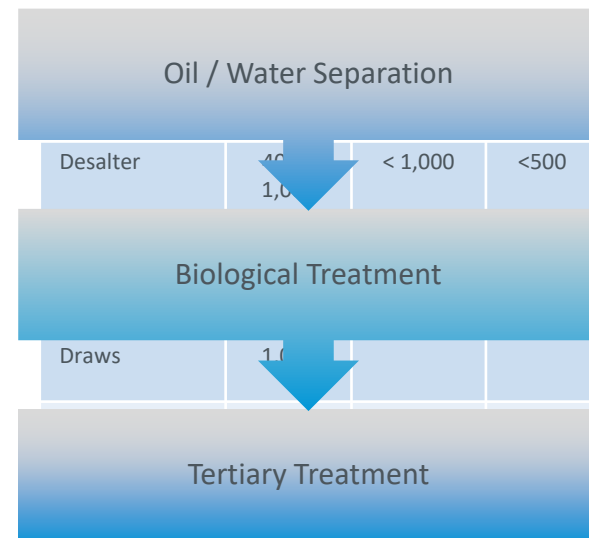 Oil / Water Separation
Desalter < 1,000 <500
Biological Treatment
Draws
Tertiary Treatment